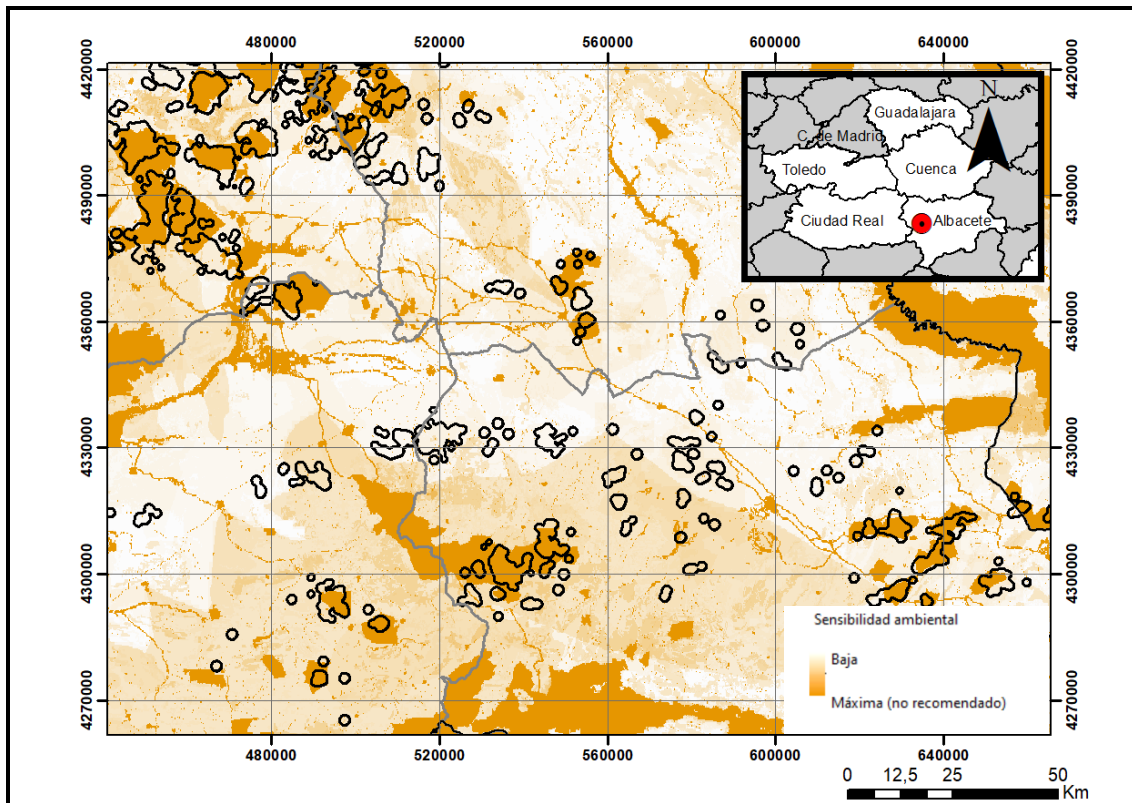 480000 520000 560000 600000 640000
4420000 4420000
4390000 4390000
4360000 4360000
4330000 4330000
4300000 4300000
4270000 4270000
N
Guadalajara
C. de Madrid
Toledo Cuenca
Ciudad Real Albacete
Sensibilidad ambiental
Baja
Máxima (no recomendado)
480000 520000 560000 600000 640000
0 12,5 25 50
Km